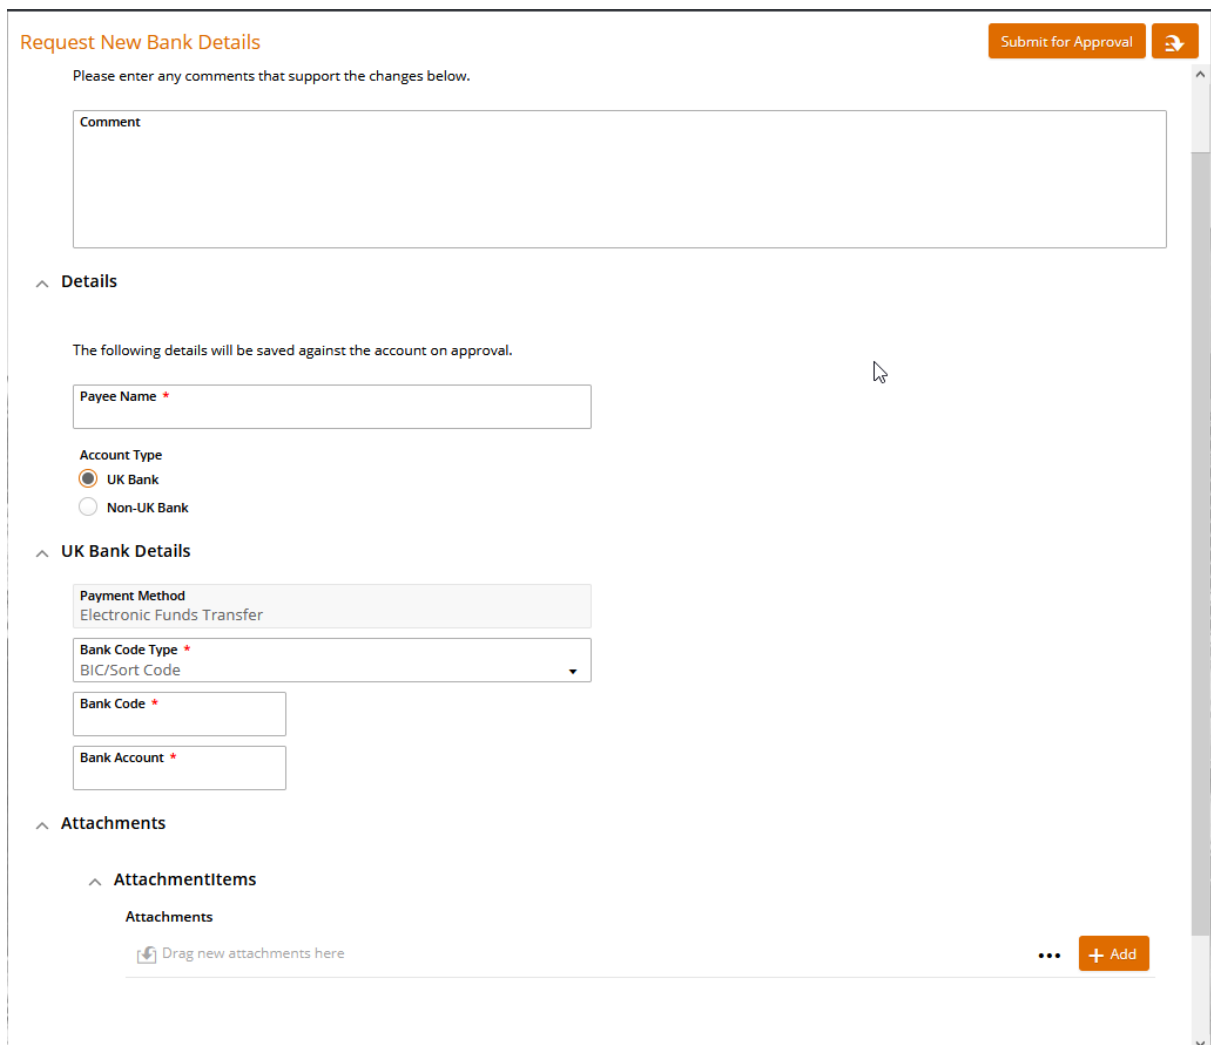 Request New Bank Details
Submit for Approval
Please enter any comments that support the changes below.
Comment
Details
The following details will be saved against the account on approval.
Payee Name *
Account Type
UK Bank
Non-UK Bank
UK Bank Details
Payment Method
Electronic Funds Transfer
Bank Code Type *
BIC/Sort Code
Bank Code *
Bank Account *
Attachments
AttachmentItems
Attachments
Drag new attachments here
••• + Add